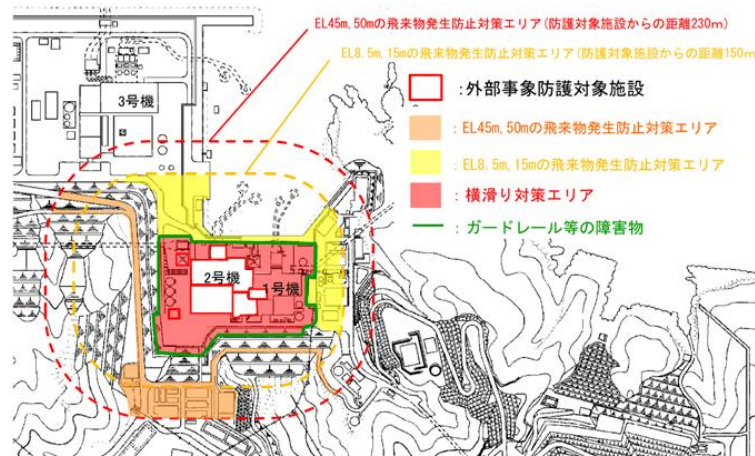 EL45m,50mの飛来物発生防止対策エリア(防護対象施設からの距離230m)
EL8.5m,15mの飛来物発生防止対策エリア(防護対象施設からの距離150m
:外部事象防護対象施設
:EL45m,50mの飛来物発生防止対策エリア
:EL8.5m,15mの飛来物発生防止対策エリア
:横滑り対策エリア
:ガードレール等の障害物
3号機
2号機
1号機